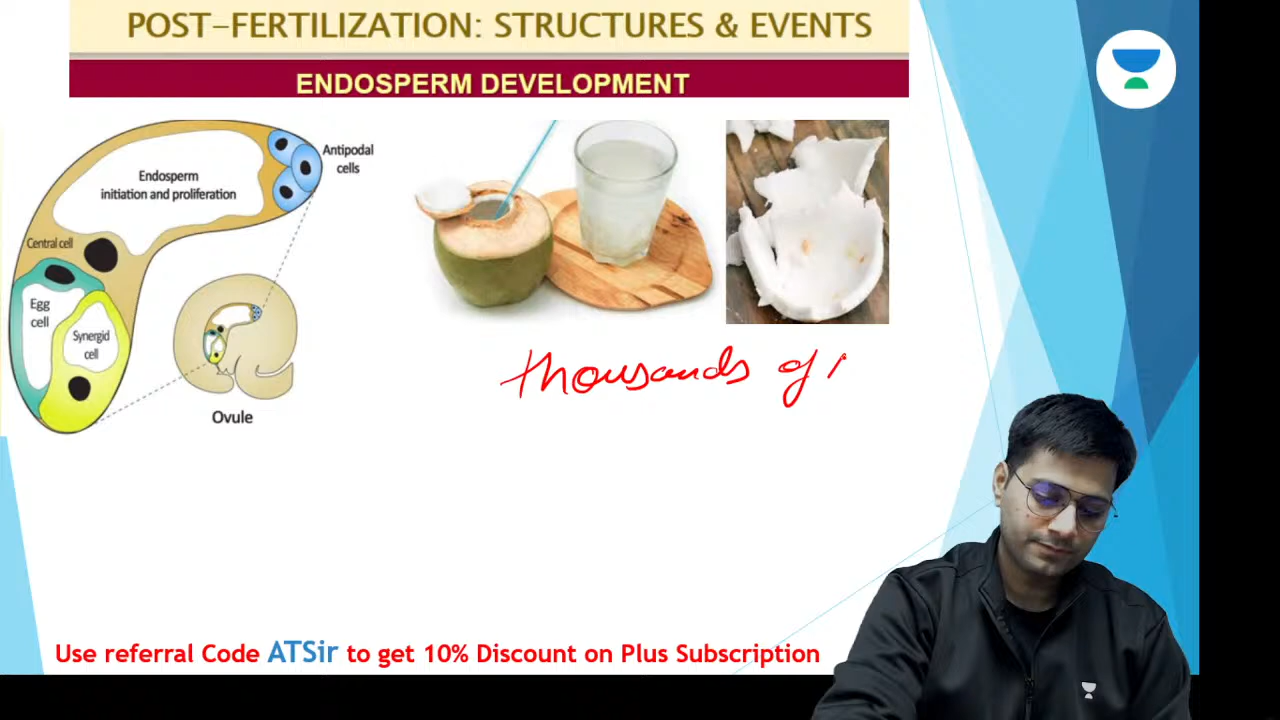 POST-FERTILIZATION: STRUCTURES & EVENTS
ENDOSPERM DEVELOPMENT
Antipodal
cells
Endosperm
initiation and proliferation
Central cell
Egg
cell
Synergid
cell
Ovule
thousands of
Use referral Code ATSir to get 10% Discount on Plus Subscription